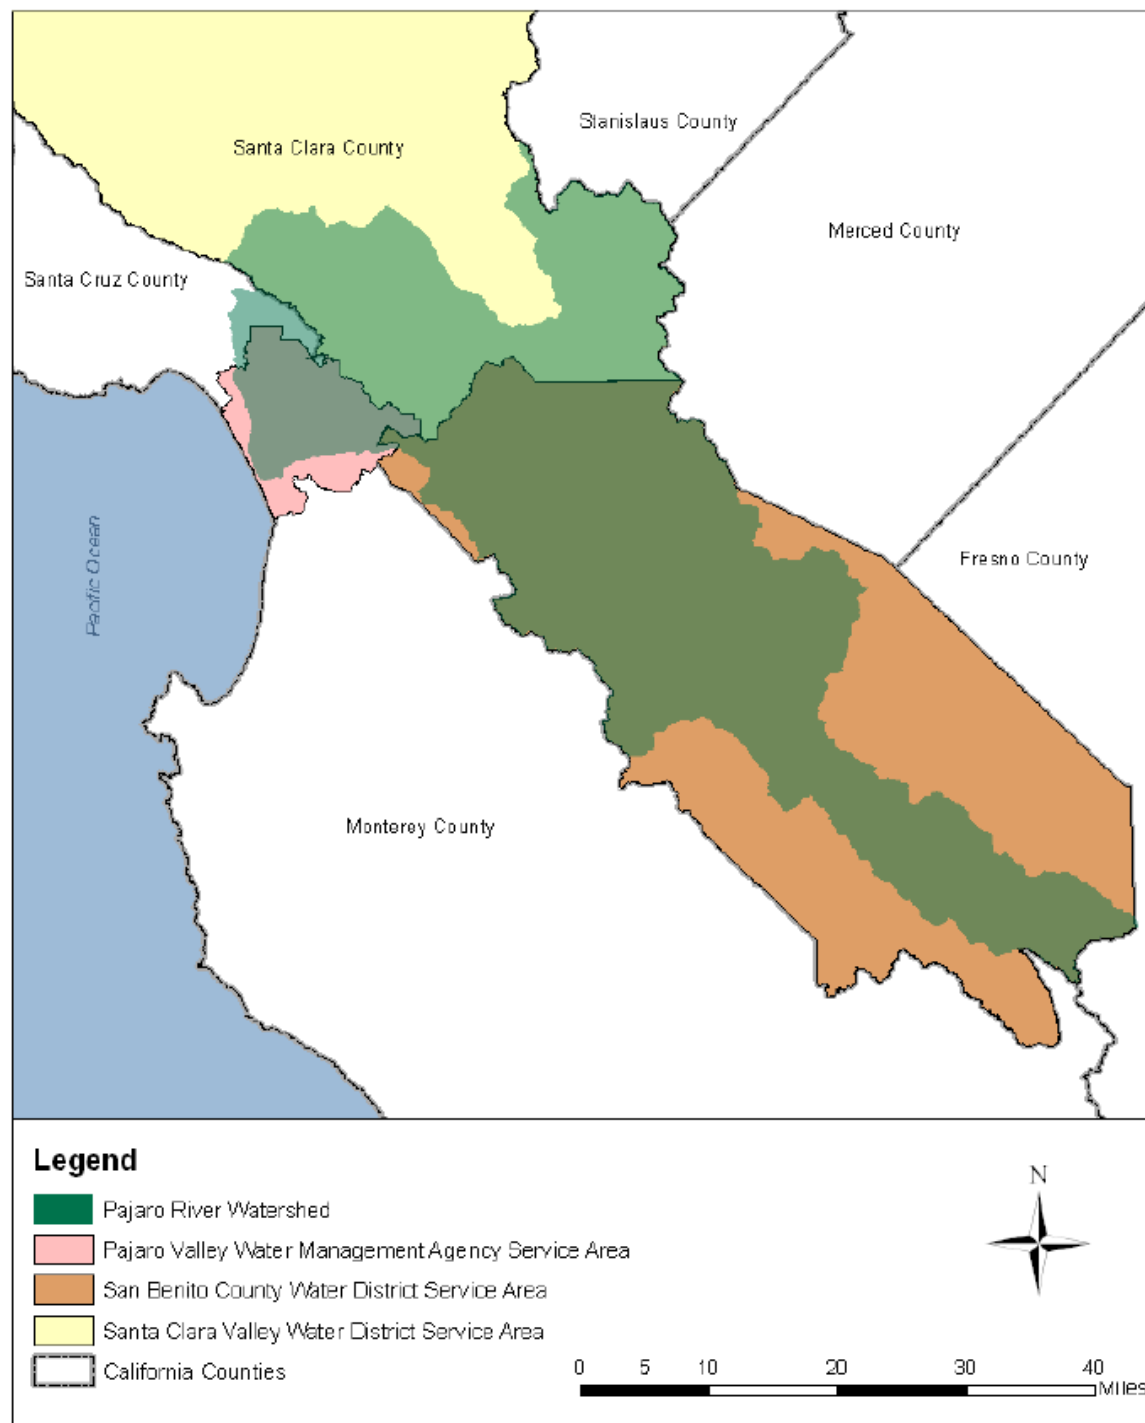 Stanislaus County
Santa Clara County
Merced County
Santa Cruz County
Fresno County
Pacific Ocean
Monterey County
Legend
N
Pajaro River Watershed
Pajaro Valley Water Management Agency Service Area
San Benito County Water District Service Area
Santa Clara Valley Water District Service Area
California Counties
0 5 10 20 30 40
Miles